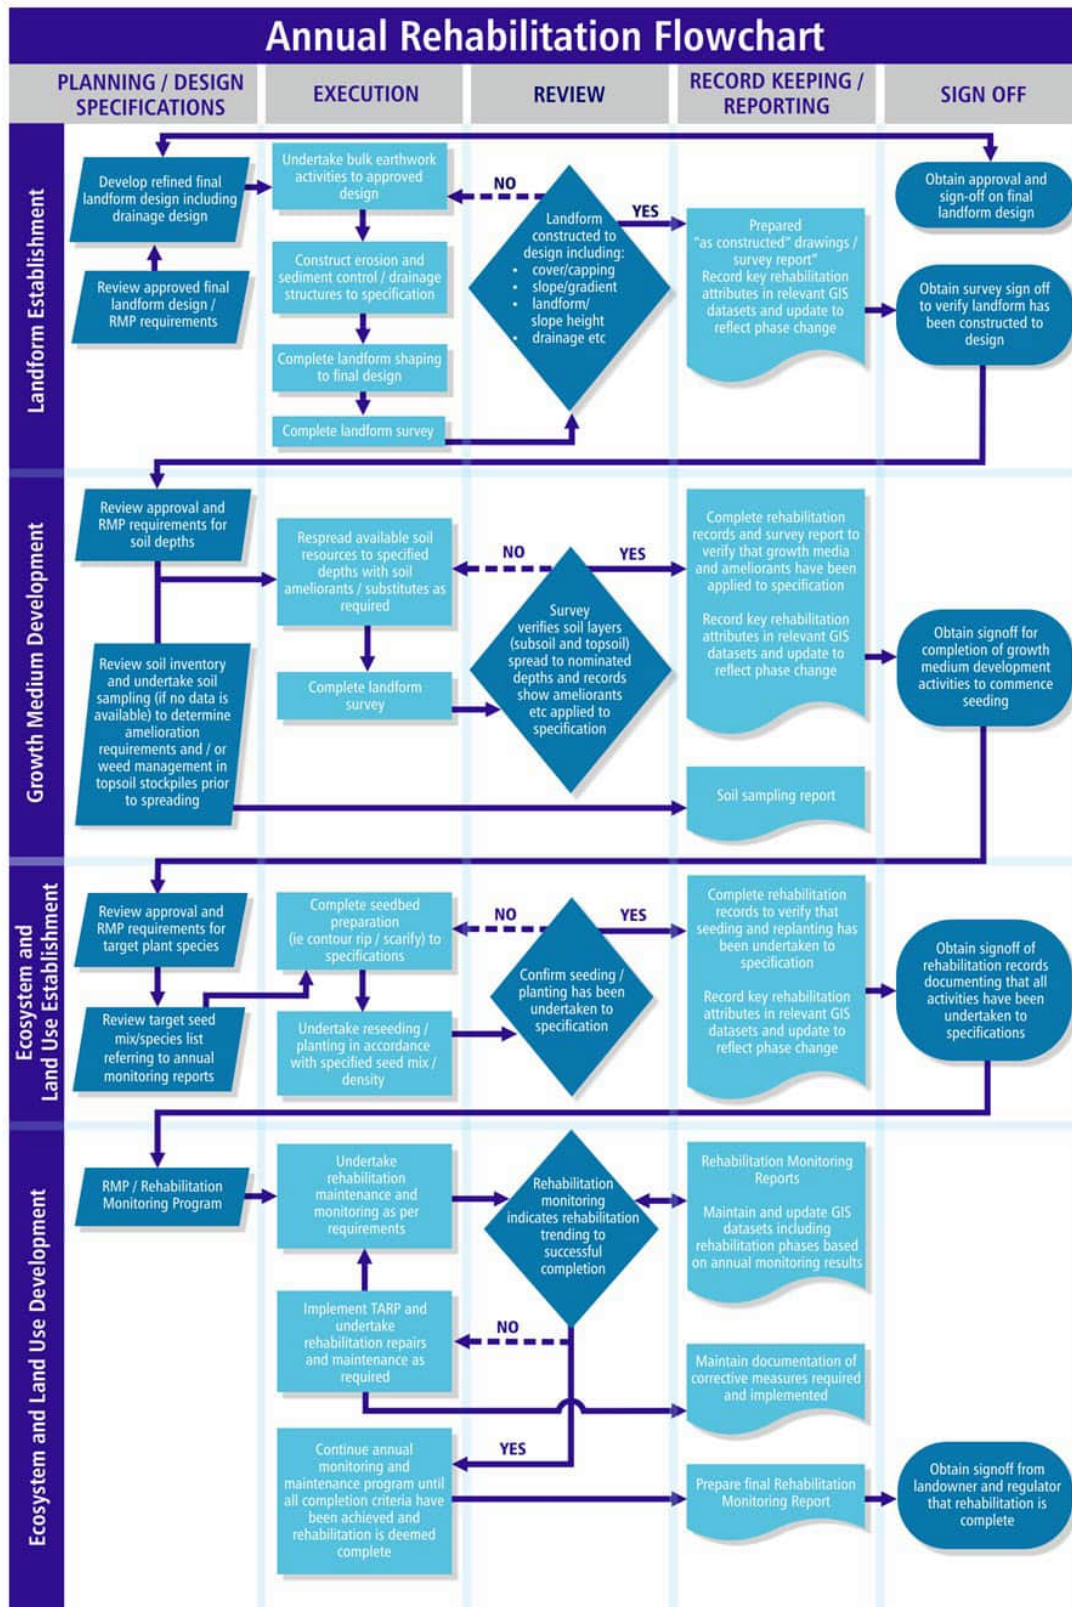 Annual Rehabilitation Flowchart
PLANNING / DESIGN
SPECIFICATIONS
EXECUTION
REVIEW
RECORD KEEPING /
REPORTING
SIGN OFF
Landform Establishment
Develop refined final
landform design including
drainage design
Review approved final
landform design /
RMP requirements
Undertake bulk earthwork
activities to approved
design
Construct erosion and
sediment control / drainage
structures to specification
Complete landform shaping
to final design
Complete landform survey
NO
Landform
constructed to
design including:
• cover/capping
• slope/gradient
• landform/
slope height
• drainage etc
YES
Prepared
"as constructed" drawings /
survey report"
Record key rehabilitation
attributes in relevant GIS
datasets and update to
reflect phase change
Obtain approval and
sign-off on final
landform design
Obtain survey sign off
to verify landform has
been constructed to
design
Growth Medium Development
Review approval and
RMP requirements for
soil depths
Review soil inventory
and undertake soil
sampling (if no data is
available) to determine
amelioration
requirements and / or
weed management in
topsoil stockpiles prior
to spreading
Respread available soil
resources to specified
depths with soil
ameliorants / substitutes as
required
Complete landform
survey
NO
YES
Survey
verifies soil layers
(subsoil and topsoil)
spread to nominated
depths and records
show ameliorants
etc applied to
specification
Complete rehabilitation
records and survey report to
verify that growth media
and ameliorants have been
applied to specification
Record key rehabilitation
attributes in relevant GIS
datasets and update to
reflect phase change
Soil sampling report
Obtain signoff for
completion of growth
medium development
activities to commence
seeding
Ecosystem and
Land Use Establishment
Review approval and
RMP requirements for
target plant species
Review target seed
mix/species list
referring to annual
monitoring reports
Complete seedbed
preparation
(ie contour rip / scarify) to
specifications
Undertake reseeding /
planting in accordance
with specified seed mix /
density
NO
YES
Confirm seeding /
planting has been
undertaken to
specification
Complete rehabilitation
records to verify that
seeding and replanting has
been undertaken to
specification
Record key rehabilitation
attributes in relevant GIS
datasets and update to
reflect phase change
Obtain signoff of
rehabilitation records
documenting that all
activities have been
undertaken to
specifications
Ecosystem and Land Use Development
RMP / Rehabilitation
Monitoring Program
Undertake
rehabilitation
maintenance and
monitoring as per
requirements
Implement TARP and
undertake
rehabilitation repairs
and maintenance as
required
Continue annual
monitoring and
maintenance program until
all completion criteria have
been achieved and
rehabilitation is deemed
complete
Rehabilitation
monitoring
indicates rehabilitation
trending to
successful
completion
NO
YES
Rehabilitation Monitoring
Reports
Maintain and update GIS
datasets including
rehabilitation phases based
on annual monitoring results
Maintain documentation of
corrective measures required
and implemented
Prepare final Rehabilitation
Monitoring Report
Obtain signoff from
landowner and regulator
that rehabilitation is
complete